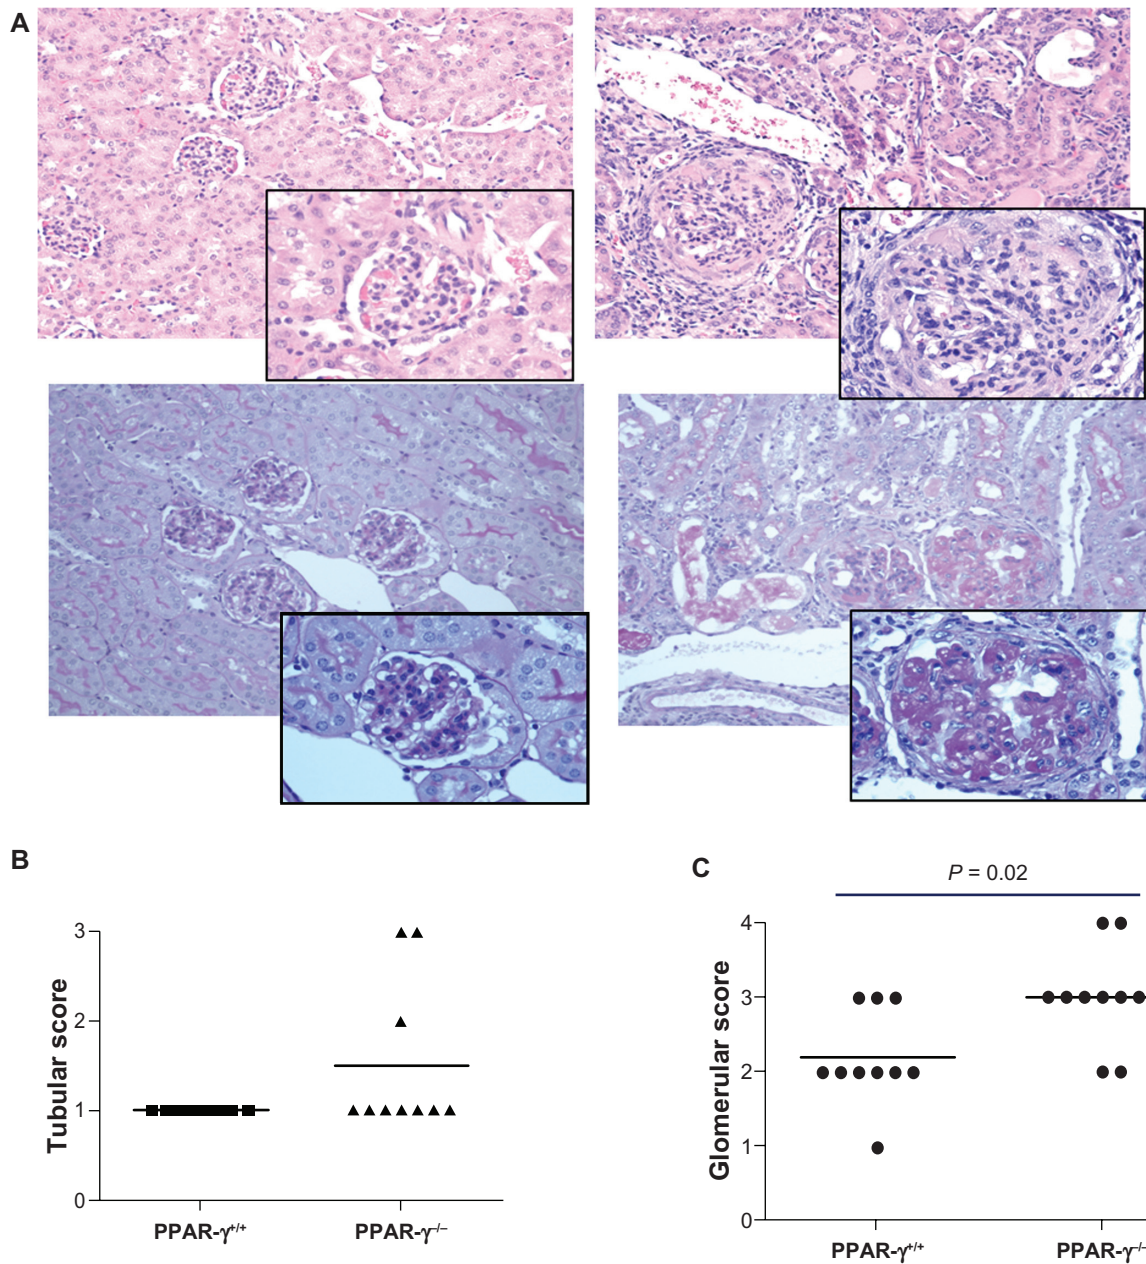 A
B
C
P = 0.02
3
2
1
0
Tubular score
PPAR-γ+/+
PPAR-γ−/−
4
3
2
1
0
Glomerular score
PPAR-γ+/+
PPAR-γ−/−